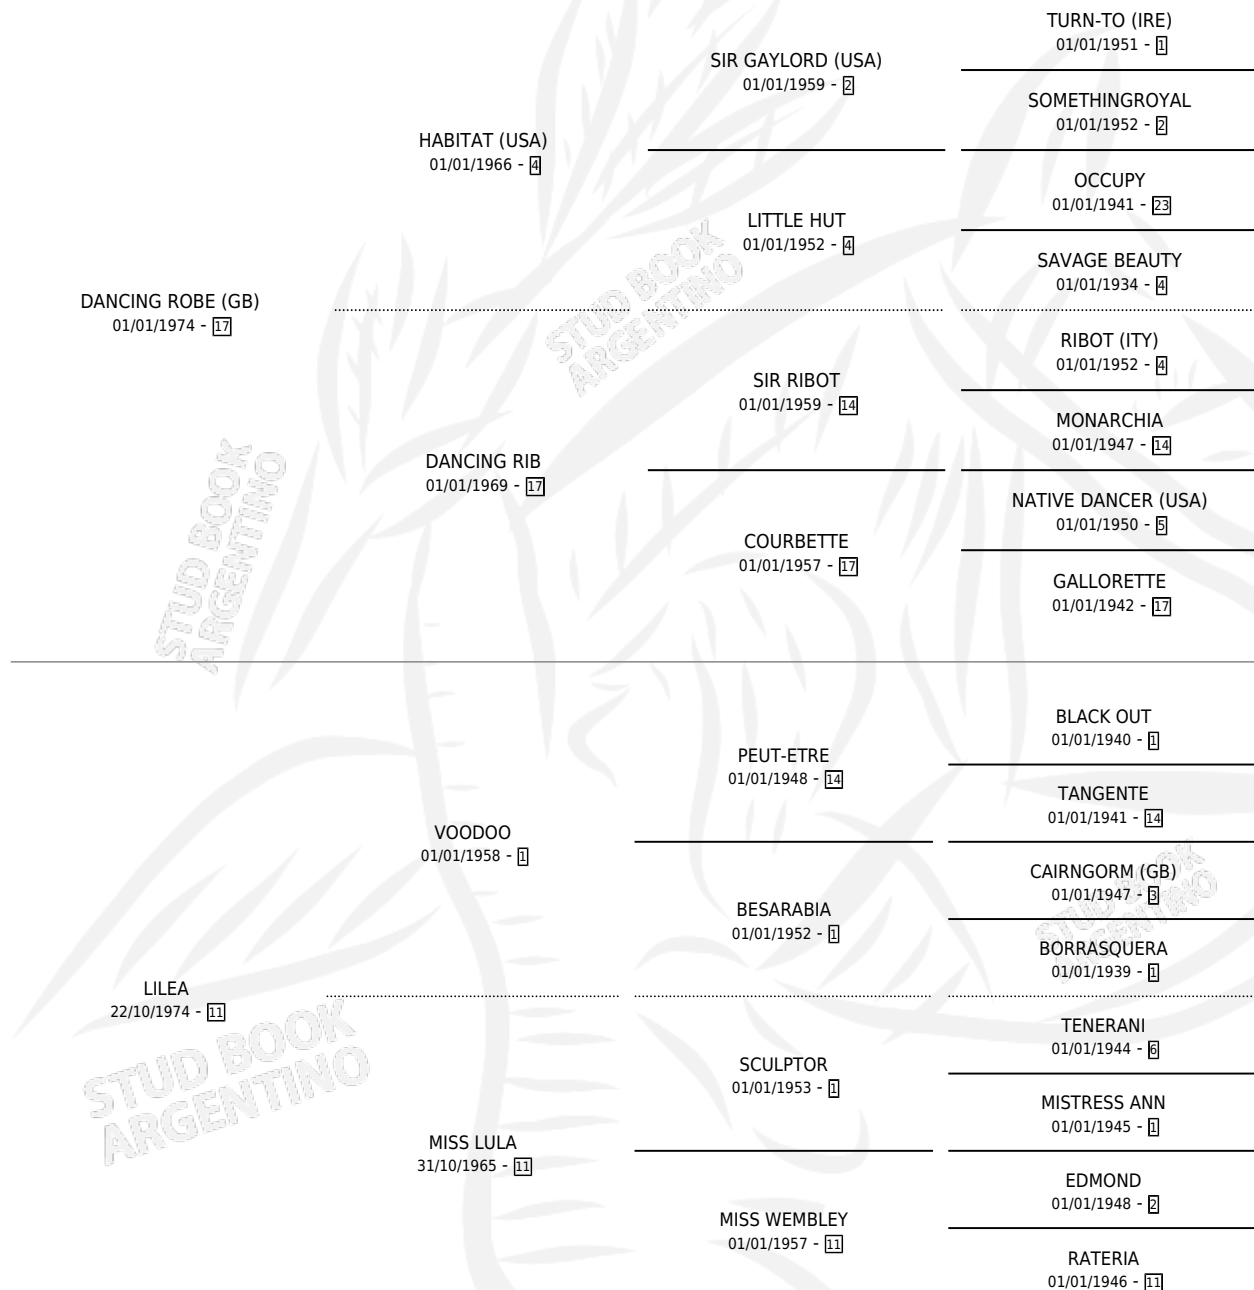 TURN-TO (IRE)
01/01/1951 - 1
SIR GAYLORD (USA)
01/01/1959 - 2
SOMETHINGROYAL
01/01/1952 - 2
HABITAT (USA)
01/01/1966 - 4
OCCUPY
01/01/1941 - 23
LITTLE HUT
01/01/1952 - 4
SAVAGE BEAUTY
01/01/1934 - 4
DANCING ROBE (GB)
01/01/1974 - 17
RIBOT (ITY)
01/01/1952 - 4
SIR RIBOT
01/01/1959 - 14
MONARCHIA
01/01/1947 - 14
DANCING RIB
01/01/1969 - 17
NATIVE DANCER (USA)
01/01/1950 - 5
COURBETTE
01/01/1957 - 17
GALLORETTE
01/01/1942 - 17
BLACK OUT
01/01/1940 - 1
PEUT-ETRE
01/01/1948 - 14
TANGENTE
01/01/1941 - 14
VOODOO
01/01/1958 - 1
CAIRNGORM (GB)
01/01/1947 - 3
BESARABIA
01/01/1952 - 1
BORRASQUERA
01/01/1939 - 1
LILEA
22/10/1974 - 11
TENERANI
01/01/1944 - 6
SCULPTOR
01/01/1953 - 1
MISTRESS ANN
01/01/1945 - 1
MISS LULA
31/10/1965 - 11
EDMOND
01/01/1948 - 2
MISS WEMBLEY
01/01/1957 - 11
RATERIA
01/01/1946 - 11
STUD BOOK
ARGENTINO
STUD BOOK
ARGENTINO
STUD BOOK
ARGENTINO
STUD BOOK
ARGENTINO